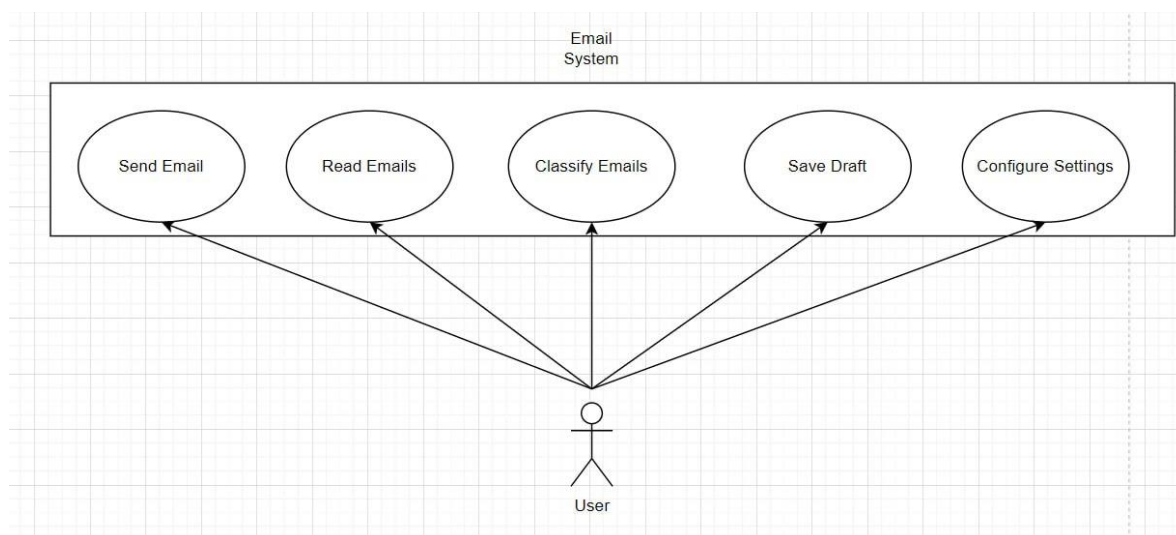 Email
System
Send Email
Read Emails
Classify Emails
Save Draft
Configure Settings
User